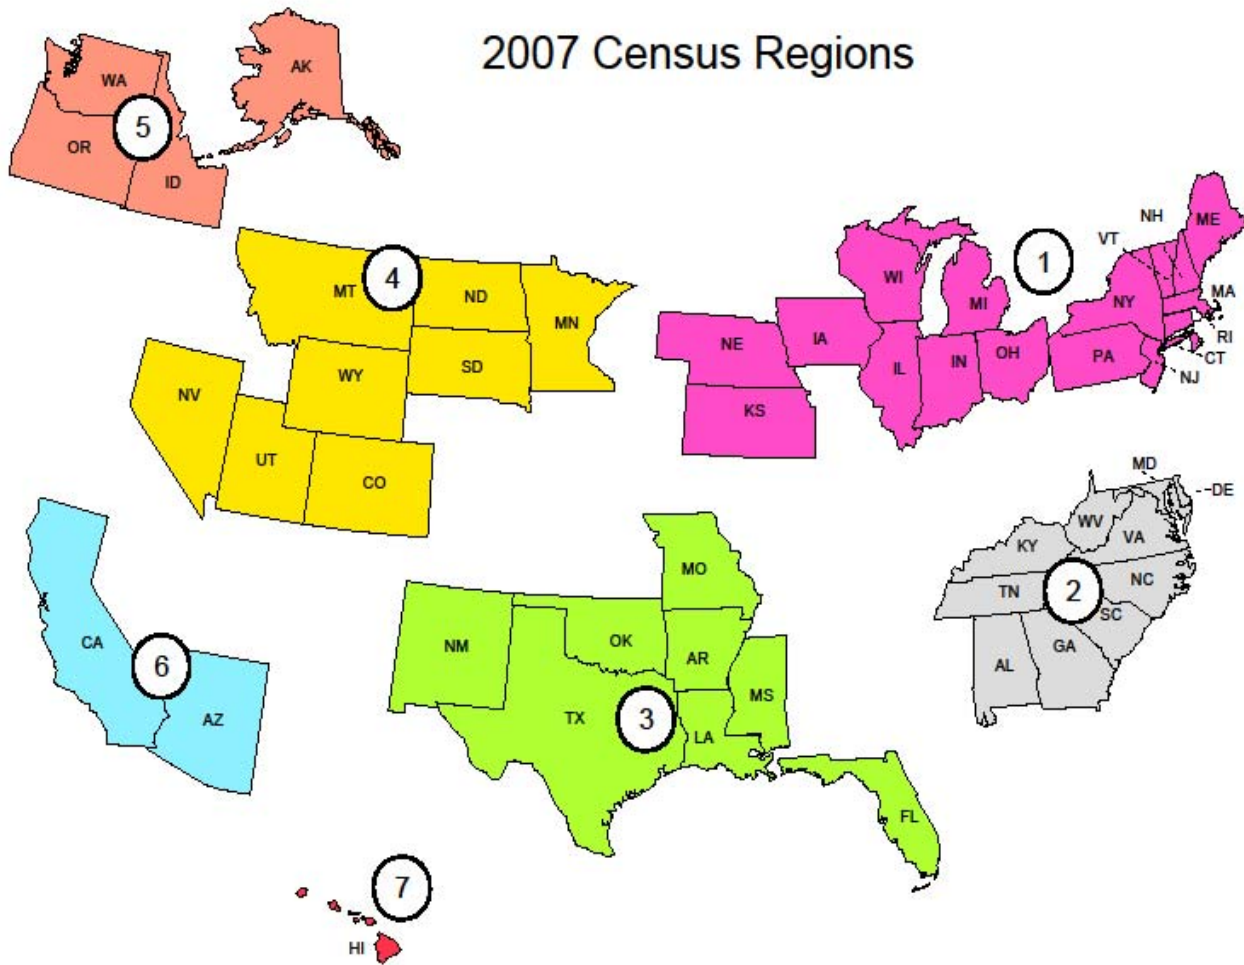 2007 Census Regions
WA
AK
5
OR
ID
4
MT
ND
MN
WY
SD
NV
UT
CO
1
NH
ME
VT
WI
MI
NY
MA
RI
CT
NJ
NE
IA
IL
IN
OH
PA
KS
MD
DE
WV
VA
KY
TN
2
NC
SC
AL
GA
CA
6
AZ
MO
NM
OK
AR
TX
3
MS
LA
FL
7
HI